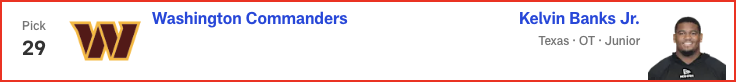 Pick
29
Washington Commanders
Kelvin Banks Jr.
Texas · OT · Junior